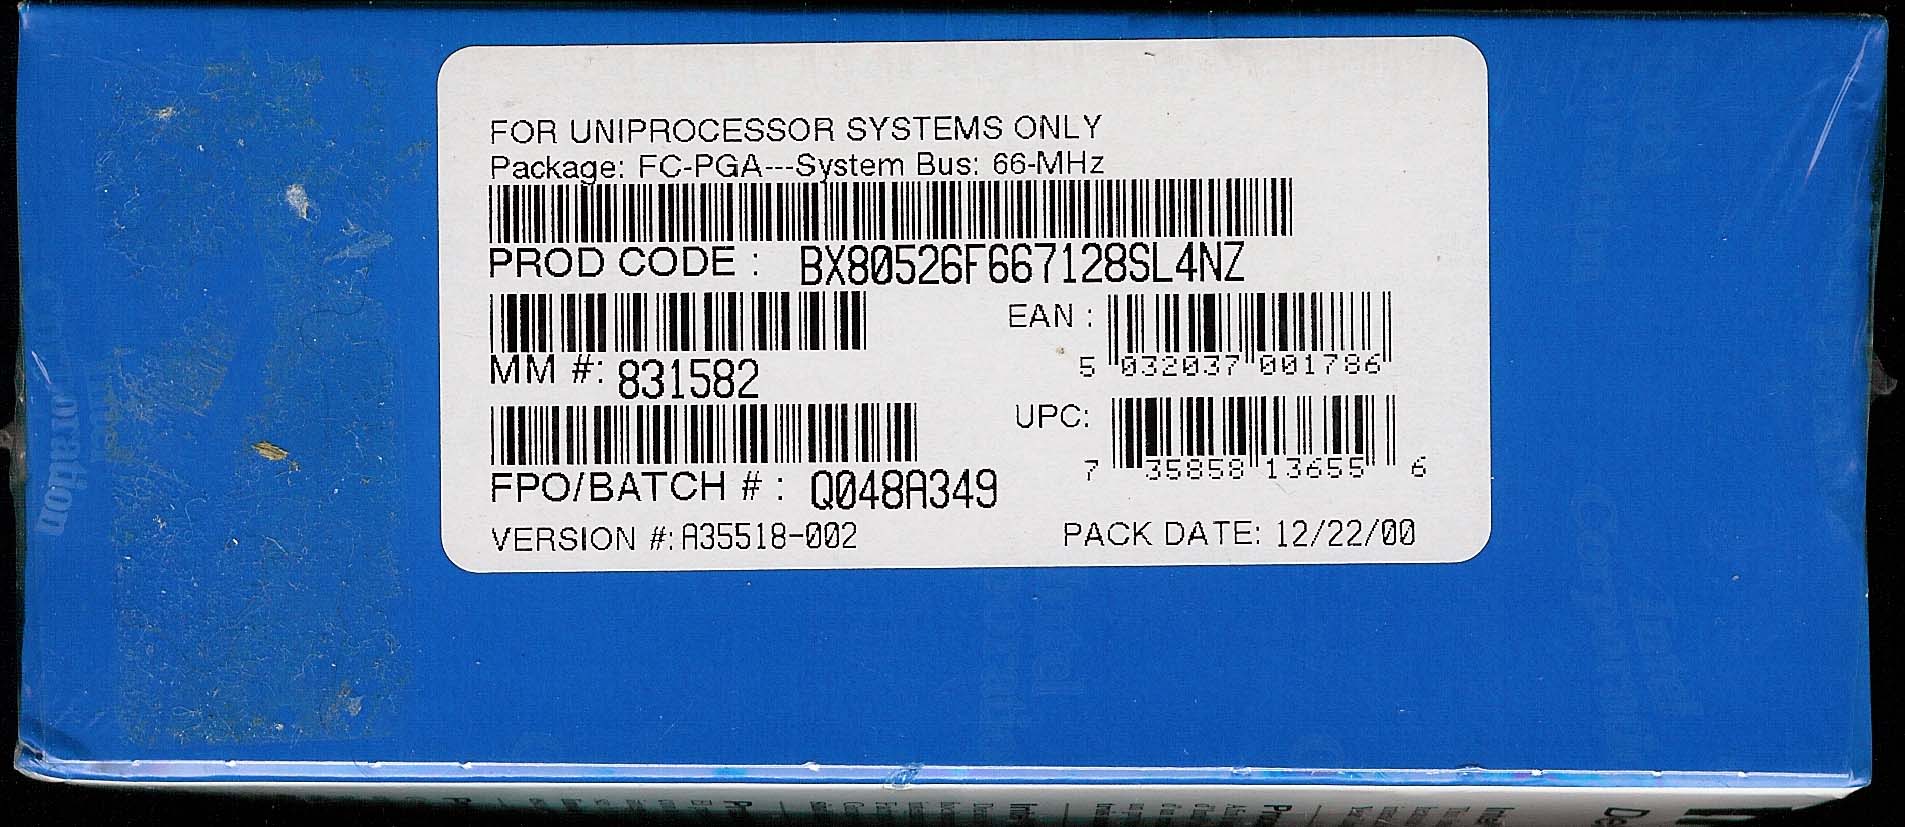 FOR UNIPROCESSOR SYSTEMS ONLY
Package: FC-PGA---System Bus: 66-MHz
PROD CODE : BX80526F667128SL4NZ
EAN :
5 032037 001786
MM #: 831582
UPC:
7 35858 13655 6
FPO/BATCH # : Q048A349
VERSION #: A35518-002 PACK DATE: 12/22/00
oration